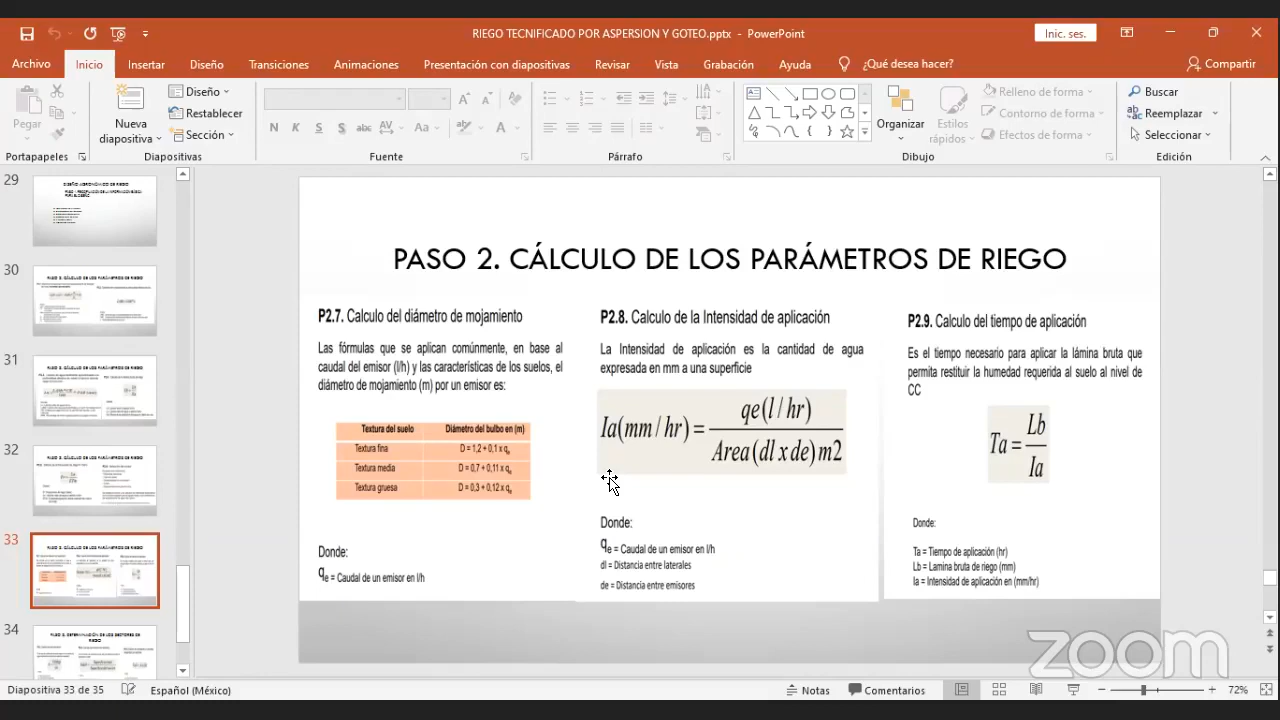 RIEGO TECNIFICADO POR ASPERSION Y GOTEO.pptx - PowerPoint
Inic. ses.
Archivo Inicio Insertar Diseño Transiciones Animaciones Presentación con diapositivas Revisar Vista Grabación Ayuda ¿Qué desea hacer? Compartir
Pegar
Nueva diapositiva
Diseño
Restablecer
Sección
N K S S abc AV Aa A
Organizar
Estilos rápidos
Relleno de forma
Contorno de forma
Efectos de forma
Buscar
Reemplazar
Seleccionar
Portapapeles Diapositivas Fuente Párrafo Dibujo Edición
29
30
31
32
33
34
PASO 2. CÁLCULO DE LOS PARÁMETROS DE RIEGO
P2.7. Calculo del diámetro de mojamiento
Las fórmulas que se aplican comúnmente, en base al
caudal del emisor (l/h) y las características de los suelos, el
diámetro de mojamiento (m) por un emisor es:
Textura del suelo Diámetro del bulbo en (m)
Textura fina D = 1,2 + 0,1 x qe
Textura media D = 0,7 + 0,11 x qe
Textura gruesa D = 0,3 + 0,12 x qe
Donde:
qe = Caudal de un emisor en l/h
P2.8. Calculo de la Intensidad de aplicación
La Intensidad de aplicación es la cantidad de agua
expresada en mm a una superficie
Ia(mm/hr) = qe(l/hr) / Area(dl x de)m2
Donde:
qe = Caudal de un emisor en l/h
dl = Distancia entre laterales
de = Distancia entre emisores
P2.9. Calculo del tiempo de aplicación
Es el tiempo necesario para aplicar la lámina bruta que
permita restituir la humedad requerida al suelo al nivel de
CC
Ta = Lb / Ia
Donde:
Ta = Tiempo de aplicación (hr)
Lb = Lamina bruta de riego (mm)
Ia = Intensidad de aplicación en (mm/hr)
zoom
Diapositiva 33 de 35 Español (México) Notas Comentarios 72%